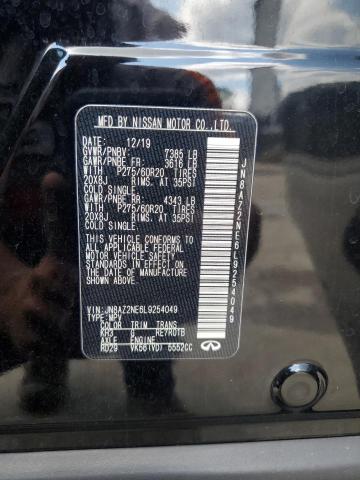 MFD BY NISSAN MOTOR CO.,LTD.
DATE: 12/19
GVWR/PNBV: 7385 LB
GAWR/PNBE FR: 3616 LB
WITH P275/60R20 TIRES
20X8J RIMS, AT 35PSI
COLD SINGLE.
GAWR/PNBE RR: 4343 LB
WITH P275/60R20 TIRES
20X8J RIMS, AT 35PSI
COLD SINGLE.
THIS VEHICLE CONFORMS TO
ALL APPLICABLE FEDERAL
MOTOR VEHICLE SAFETY
STANDARDS IN EFFECT ON
THE DATE OF MANUFACTURE
SHOWN ABOVE.
VIN:JN8AZ2NE6L9254049
TYPE:MPV
COLOR TRIM TRANS
KH3 G RE7R01B
AXLE ENGINE
RD29 VK56(VD) 5552CC
JN8AZ2NE6L9254049
INFINITI